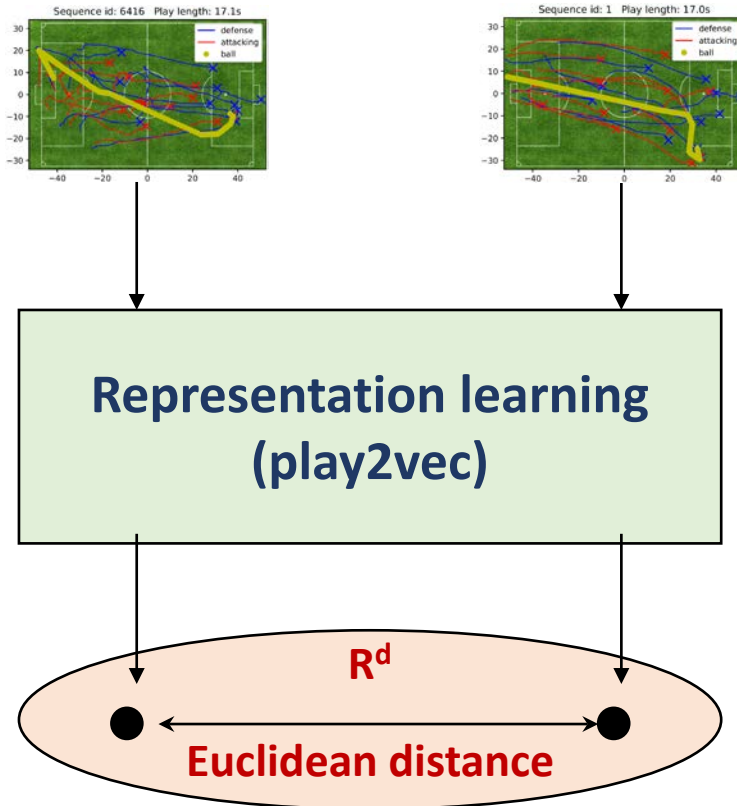 Sequence id: 6416   Play length: 17.1s
defense
attacking
ball
30
20
10
0
−10
−20
−30
−40 −20 0 20 40
Sequence id: 1   Play length: 17.0s
defense
attacking
ball
30
20
10
0
−10
−20
−30
−40 −20 0 20 40
Representation learning
(play2vec)
R^d
Euclidean distance